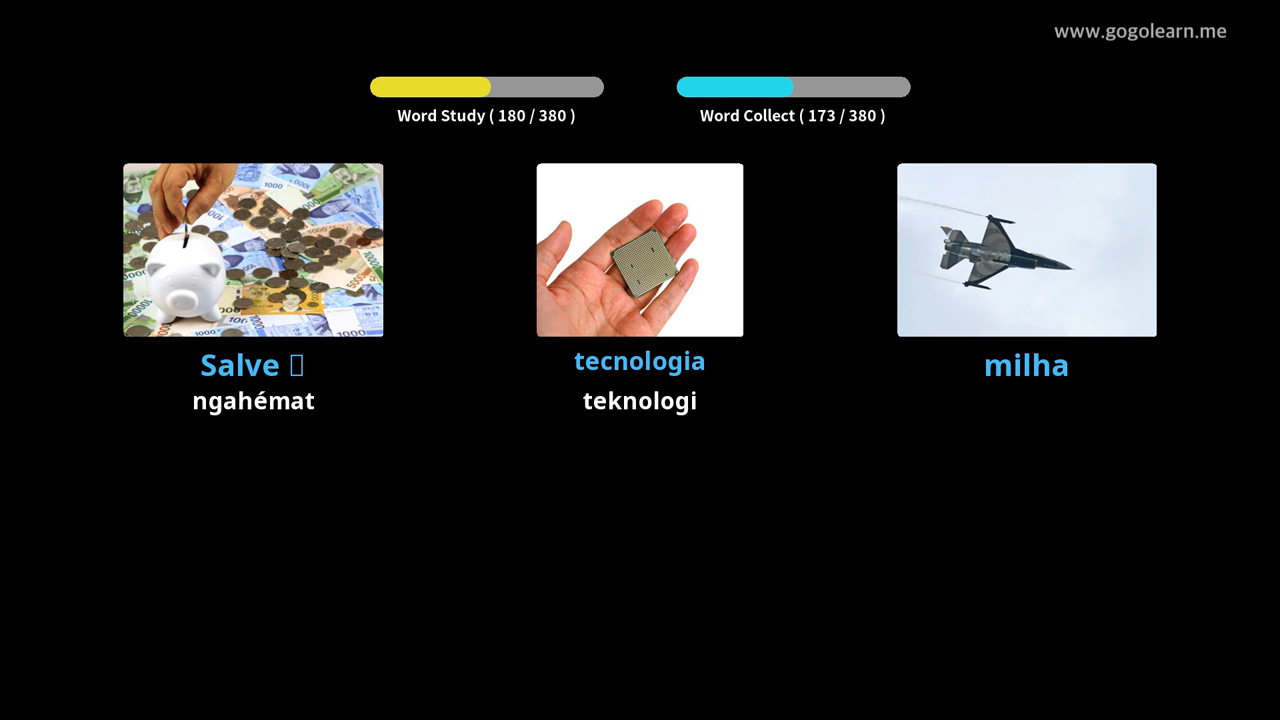 www.gogolearn.me
Word Study ( 180 / 380 )
Word Collect ( 173 / 380 )
Salve
ngahémat
tecnologia
teknologi
milha